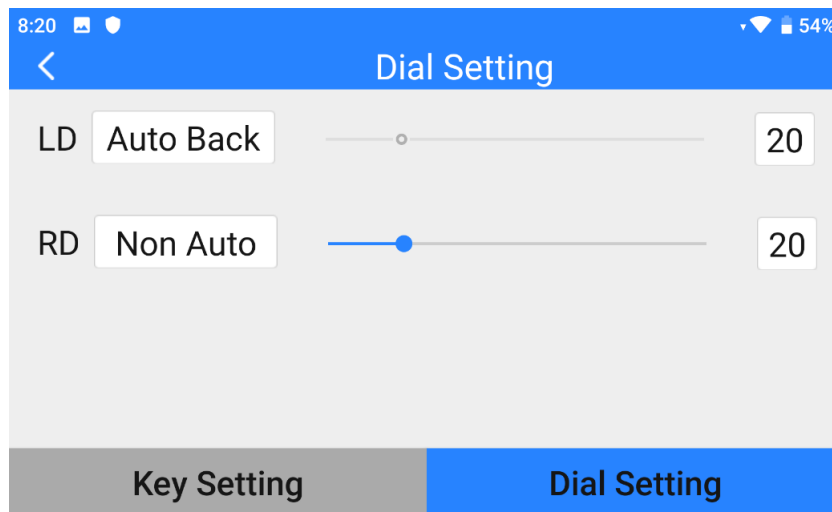 8:20 54%
Dial Setting
LD Auto Back 20
RD Non Auto 20
Key Setting Dial Setting